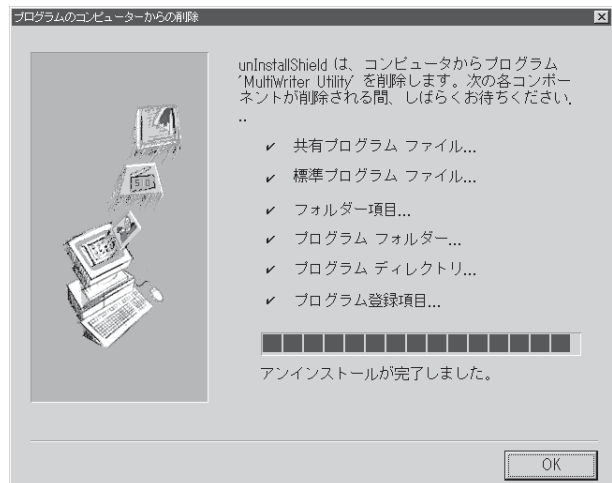 プログラムのコンピューターからの削除
unInstallShield は、コンピュータからプログラム
'MultiWriter Utility' を削除します。次の各コンポー
ネントが削除される間、しばらくお待ちください.
..
✔ 共有プログラム ファイル...
✔ 標準プログラム ファイル...
✔ フォルダー項目...
✔ プログラム フォルダー...
✔ プログラム ディレクトリ...
✔ プログラム登録項目...
アンインストールが完了しました。
OK